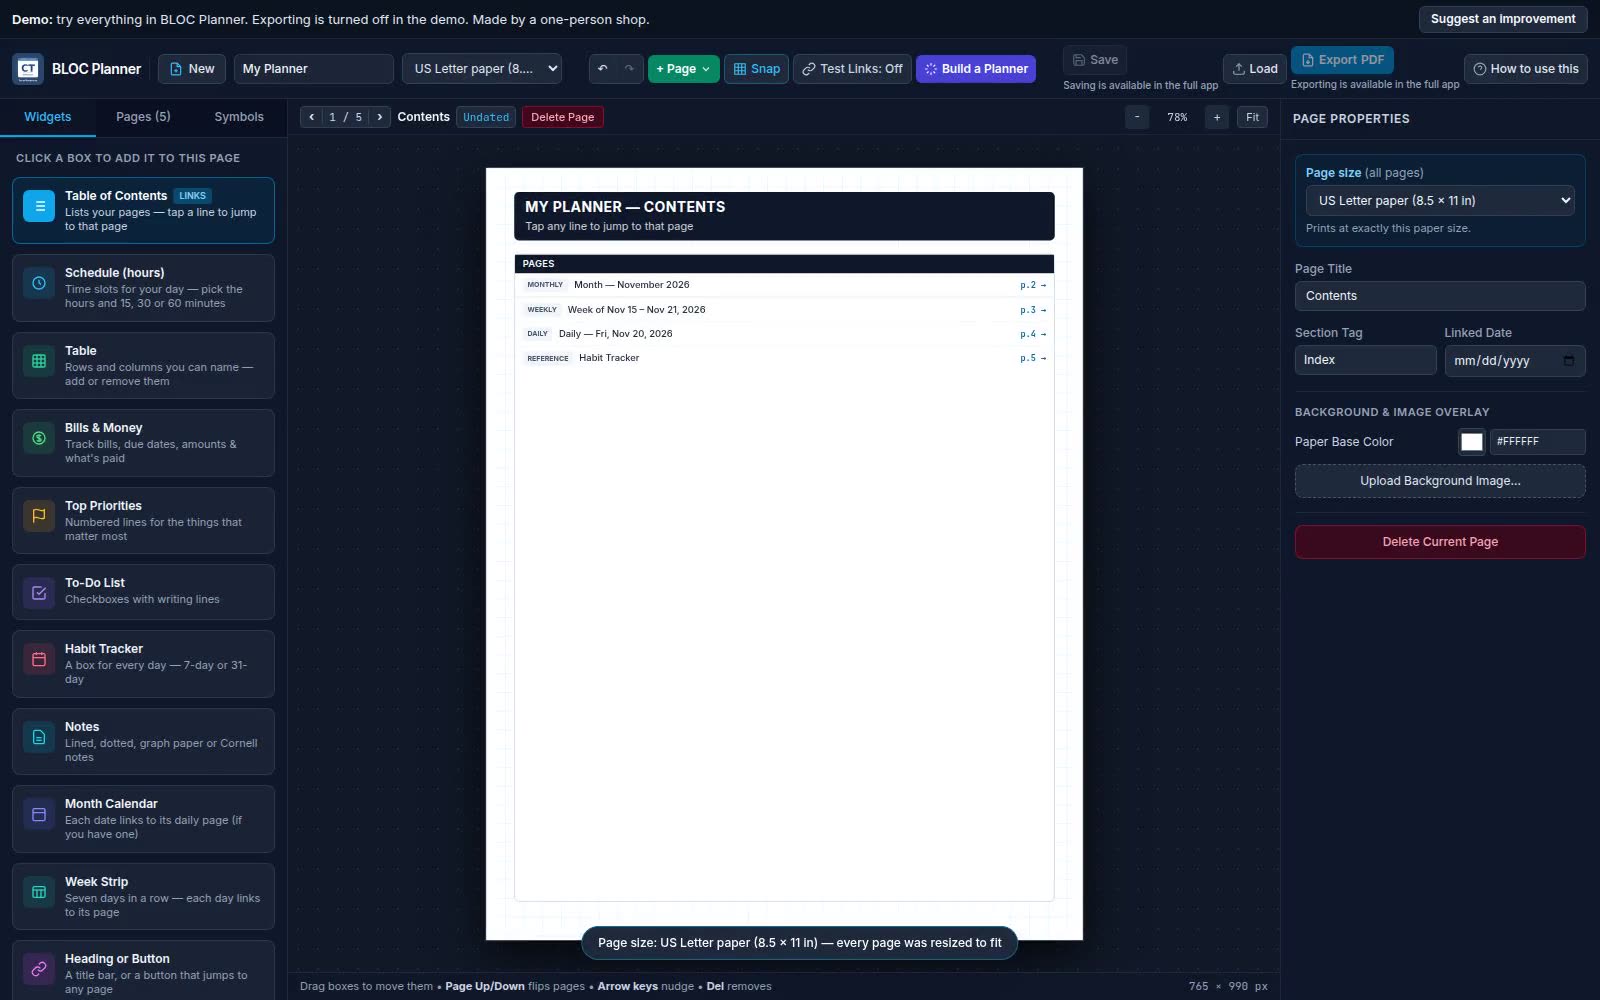 Demo: try everything in BLOC Planner. Exporting is turned off in the demo. Made by a one-person shop.
Suggest an improvement
CT
BLOC Planner
New
My Planner
US Letter paper (8....
+ Page
Snap
Test Links: Off
Build a Planner
Save
Saving is available in the full app
Load
Export PDF
Exporting is available in the full app
How to use this
Widgets
Pages (5)
Symbols
CLICK A BOX TO ADD IT TO THIS PAGE
Table of Contents LINKS
Lists your pages — tap a line to jump
to that page
Schedule (hours)
Time slots for your day — pick the
hours and 15, 30 or 60 minutes
Table
Rows and columns you can name —
add or remove them
Bills & Money
Track bills, due dates, amounts &
what's paid
Top Priorities
Numbered lines for the things that
matter most
To-Do List
Checkboxes with writing lines
Habit Tracker
A box for every day — 7-day or 31-
day
Notes
Lined, dotted, graph paper or Cornell
notes
Month Calendar
Each date links to its daily page (if
you have one)
Week Strip
Seven days in a row — each day links
to its page
Heading or Button
A title bar, or a button that jumps to
any page
‹ 1 / 5 › Contents Undated Delete Page
- 78% + Fit
MY PLANNER — CONTENTS
Tap any line to jump to that page
PAGES
MONTHLY Month — November 2026 p.2 →
WEEKLY Week of Nov 15 – Nov 21, 2026 p.3 →
DAILY Daily — Fri, Nov 20, 2026 p.4 →
REFERENCE Habit Tracker p.5 →
Page size: US Letter paper (8.5 × 11 in) — every page was resized to fit
Drag boxes to move them • Page Up/Down flips pages • Arrow keys nudge • Del removes
765 × 990 px
PAGE PROPERTIES
Page size (all pages)
US Letter paper (8.5 × 11 in)
Prints at exactly this paper size.
Page Title
Contents
Section Tag
Linked Date
Index
mm/dd/yyyy
BACKGROUND & IMAGE OVERLAY
Paper Base Color
#FFFFFF
Upload Background Image...
Delete Current Page